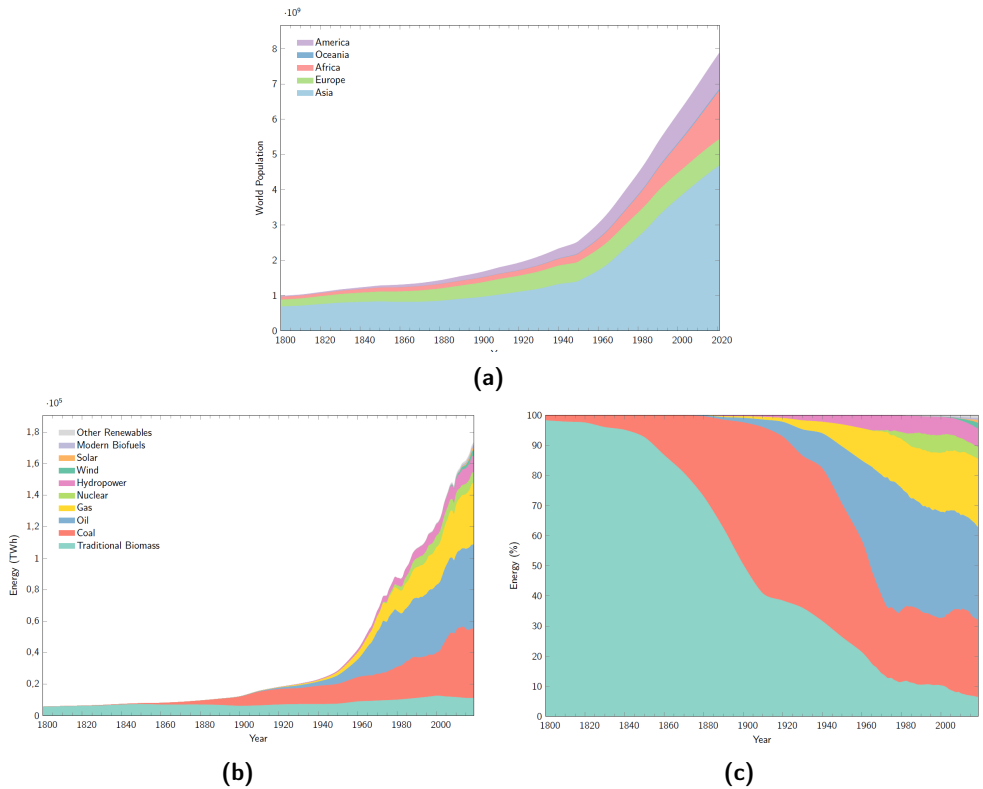 ·10⁹
World Population
America
Oceania
Africa
Europe
Asia
8
7
6
5
4
3
2
1
0
1800 1820 1840 1860 1880 1900 1920 1940 1960 1980 2000 2020
(a)
·10⁵
Energy (TWh)
Other Renewables
Modern Biofuels
Solar
Wind
Hydropower
Nuclear
Gas
Oil
Coal
Traditional Biomass
1,8
1,6
1,4
1,2
1
0,8
0,6
0,4
0,2
0
1800 1820 1840 1860 1880 1900 1920 1940 1960 1980 2000
Year
(b)
Energy (%)
100
90
80
70
60
50
40
30
20
10
0
1800 1820 1840 1860 1880 1900 1920 1940 1960 1980 2000
Year
(c)